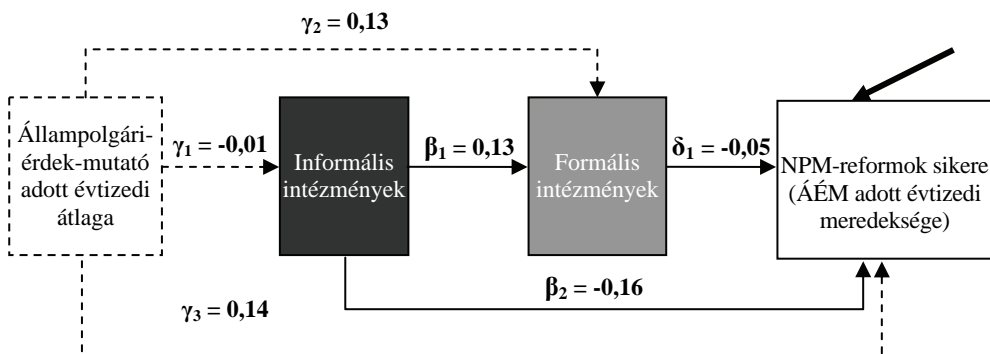 γ₂ = 0,13
Állampolgári-
érdek-mutató
adott évtizedi
átlaga
γ₁ = -0,01
Informális
intézmények
β₁ = 0,13
Formális
intézmények
δ₁ = -0,05
NPM-reformok sikere
(ÁÉM adott évtizedi
meredeksége)
β₂ = -0,16
γ₃ = 0,14